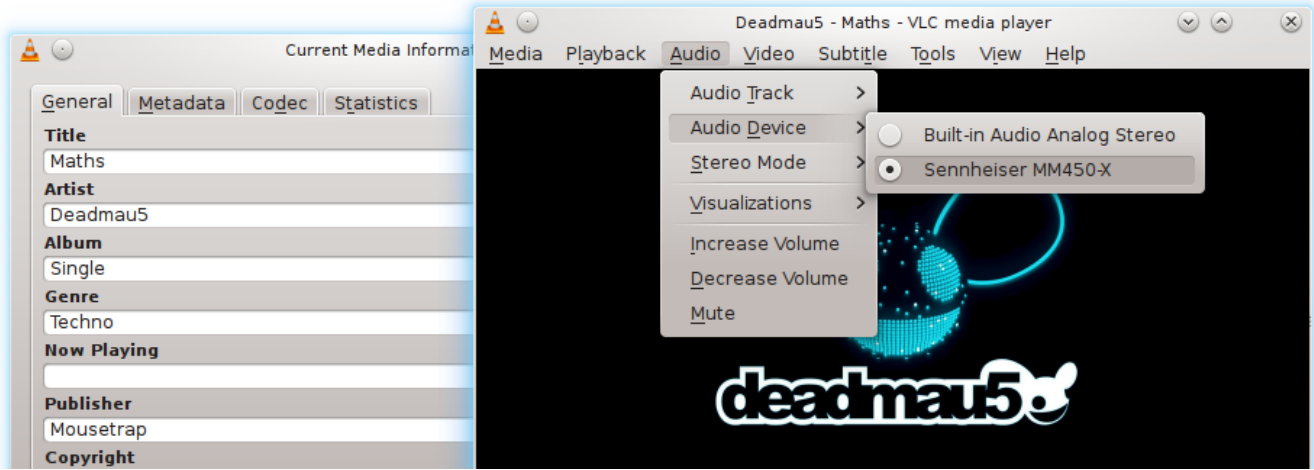 Current Media Informa
General Metadata Codec Statistics
Title
Maths
Artist
Deadmau5
Album
Single
Genre
Techno
Now Playing
Publisher
Mousetrap
Copyright
Deadmau5 - Maths - VLC media player
Media Playback Audio Video Subtitle Tools View Help
Audio Track
Audio Device
Stereo Mode
Visualizations
Increase Volume
Decrease Volume
Mute
Built-in Audio Analog Stereo
Sennheiser MM450-X
deadmau5